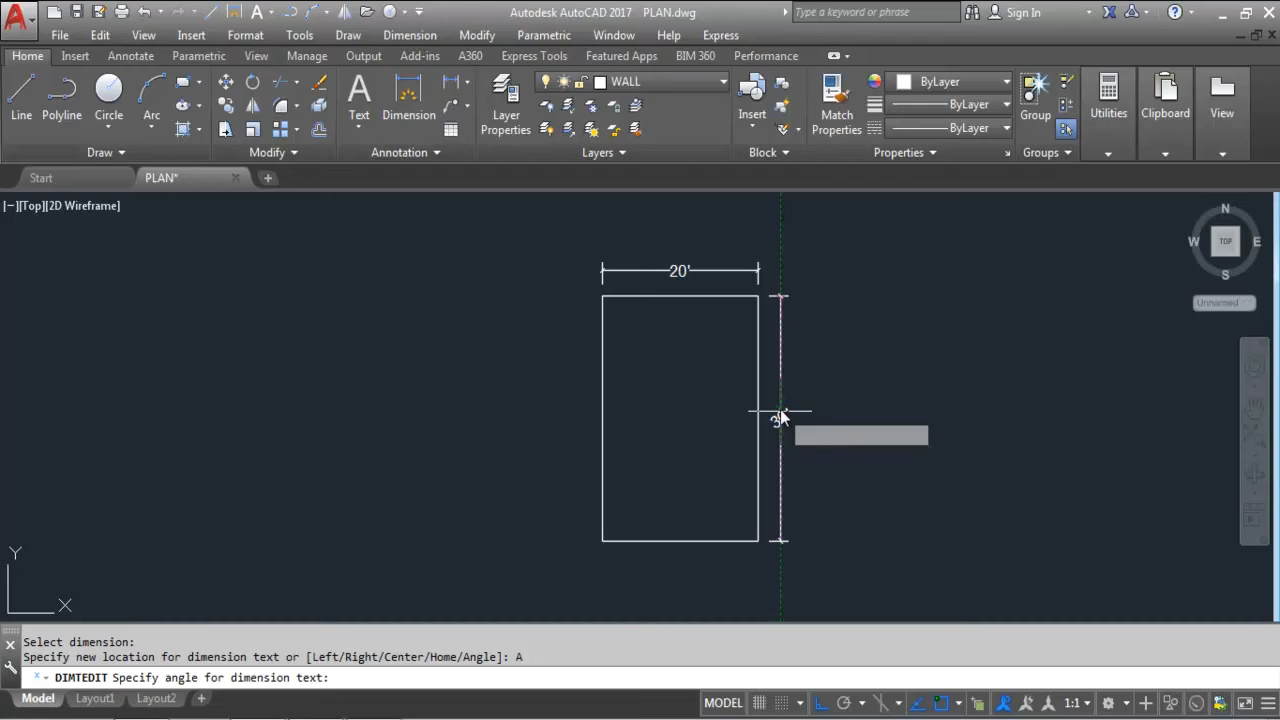 Autodesk AutoCAD 2017 PLAN.dwg
Type a keyword or phrase
Sign In
File Edit View Insert Format Tools Draw Dimension Modify Parametric Window Help Express
Home Insert Annotate Parametric View Manage Output Add-ins A360 Express Tools Featured Apps BIM 360 Performance
WALL
ByLayer
ByLayer
ByLayer
Line Polyline Circle Arc
Text Dimension
Layer Properties
Insert
Match Properties
Group
Utilities Clipboard View
Draw Modify Annotation Layers Block Properties Groups
Start PLAN*
[−][Top][2D Wireframe]
20'
N
W TOP E
S
Unnamed
Y
X
Select dimension:
Specify new location for dimension text or [Left/Right/Center/Home/Angle]: A
DIMTEDIT Specify angle for dimension text:
Model Layout1 Layout2 +
MODEL 1:1